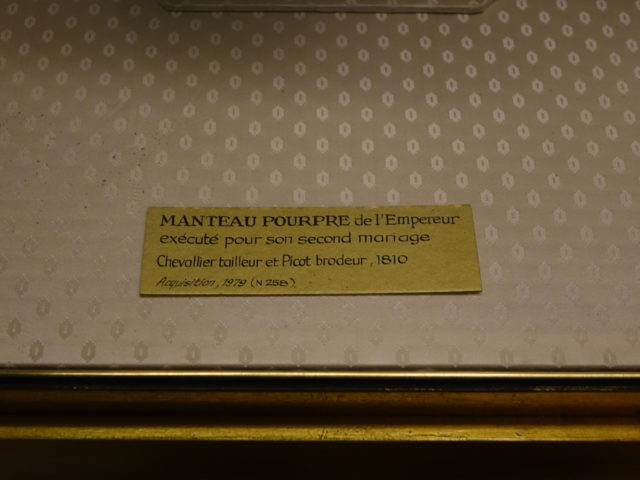 MANTEAU POURPRE de l'Empereur
exécuté pour son second mariage
Chevallier tailleur et Picot brodeur, 1810
Acquisition, 1979 (N 258)